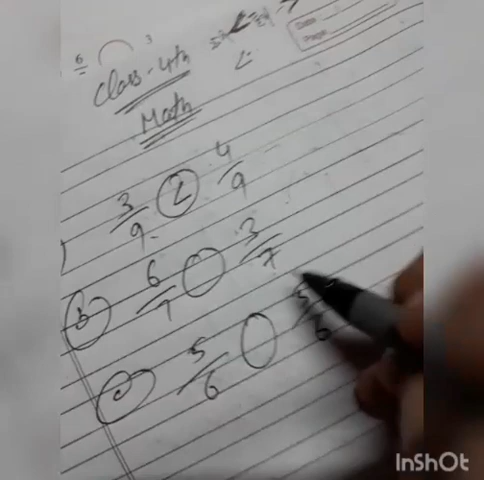 Class-4th
Math
3/9 < 4/9
(b) 6/7 ○ 3/7
(c) 5/6 ○ 5/6
InShOt